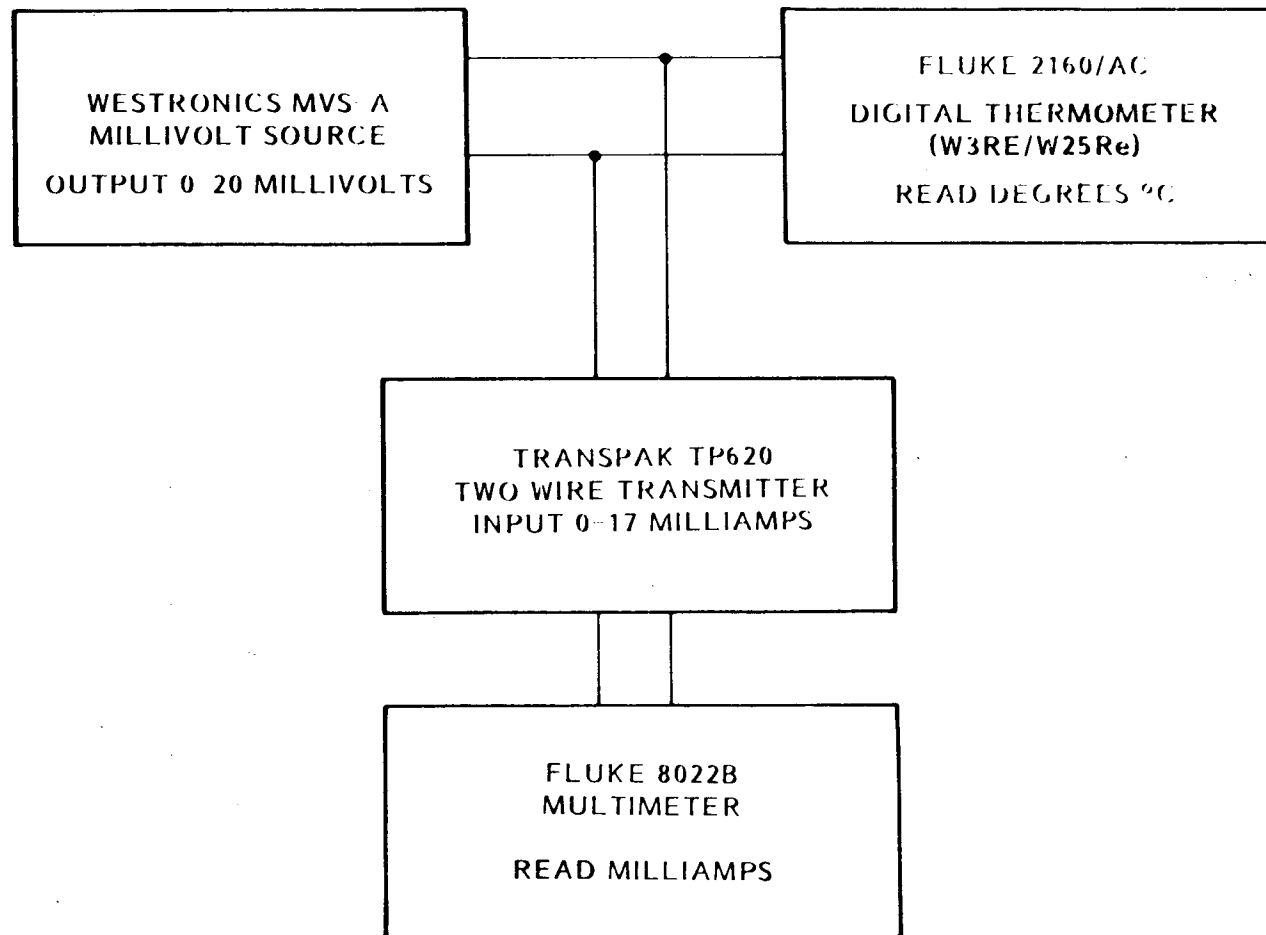 WESTRONICS MVS-A
MILLIVOLT SOURCE
OUTPUT 0-20 MILLIVOLTS
FLUKE 2160/AC
DIGITAL THERMOMETER
(W3RE/W25Re)
READ DEGREES °C
TRANSPAK TP620
TWO WIRE TRANSMITTER
INPUT 0-17 MILLIAMPS
FLUKE 8022B
MULTIMETER
READ MILLIAMPS